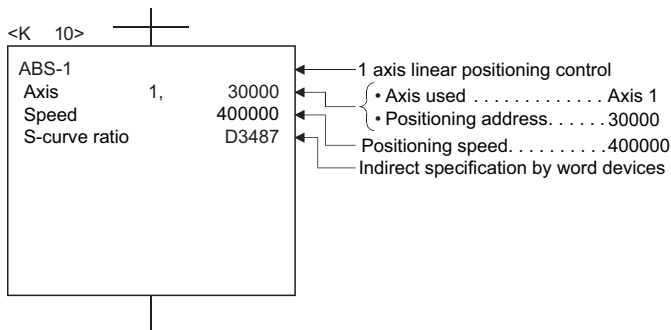 <K 10>
ABS-1
Axis 1, 30000
Speed 400000
S-curve ratio D3487
1 axis linear positioning control
• Axis used . . . . . . . . . . . . . Axis 1
• Positioning address. . . . . . 30000
Positioning speed. . . . . . . . . . 400000
Indirect specification by word devices